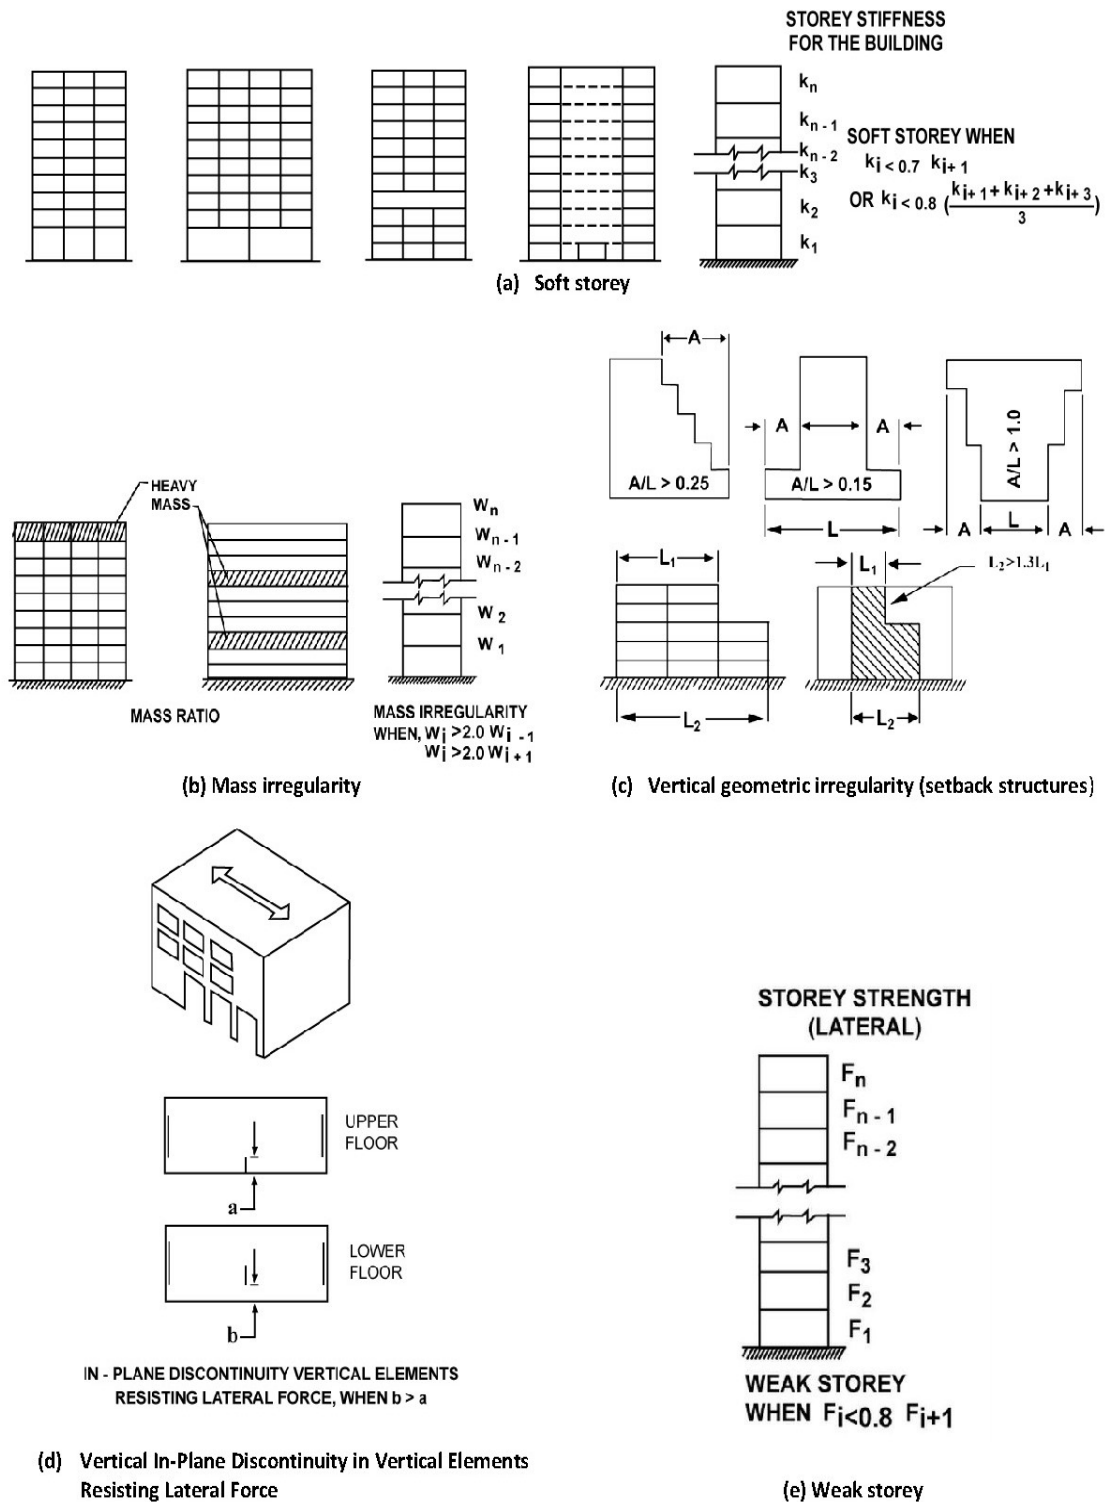 STOREY STIFFNESS
FOR THE BUILDING
kn
kn - 1
kn - 2
k3
k2
k1
SOFT STOREY WHEN
ki < 0.7 ki+1
OR ki < 0.8 (ki+1 + ki+2 + ki+3 / 3)
(a) Soft storey
HEAVY
MASS
MASS RATIO
Wn
Wn - 1
Wn - 2
W2
W1
MASS IRREGULARITY
WHEN, Wi >2.0 Wi -1
Wi >2.0 Wi + 1
(b) Mass irregularity
A
A/L > 0.25
A
A
A/L > 0.15
L
A/L > 1.0
A
L
A
L1
L2
L1
L2>1.3L1
L2
(c) Vertical geometric irregularity (setback structures)
UPPER
FLOOR
a
LOWER
FLOOR
b
IN - PLANE DISCONTINUITY VERTICAL ELEMENTS
RESISTING LATERAL FORCE, WHEN b > a
(d) Vertical In-Plane Discontinuity in Vertical Elements
Resisting Lateral Force
STOREY STRENGTH
(LATERAL)
Fn
Fn - 1
Fn - 2
F3
F2
F1
WEAK STOREY
WHEN Fi<0.8 Fi+1
(e) Weak storey